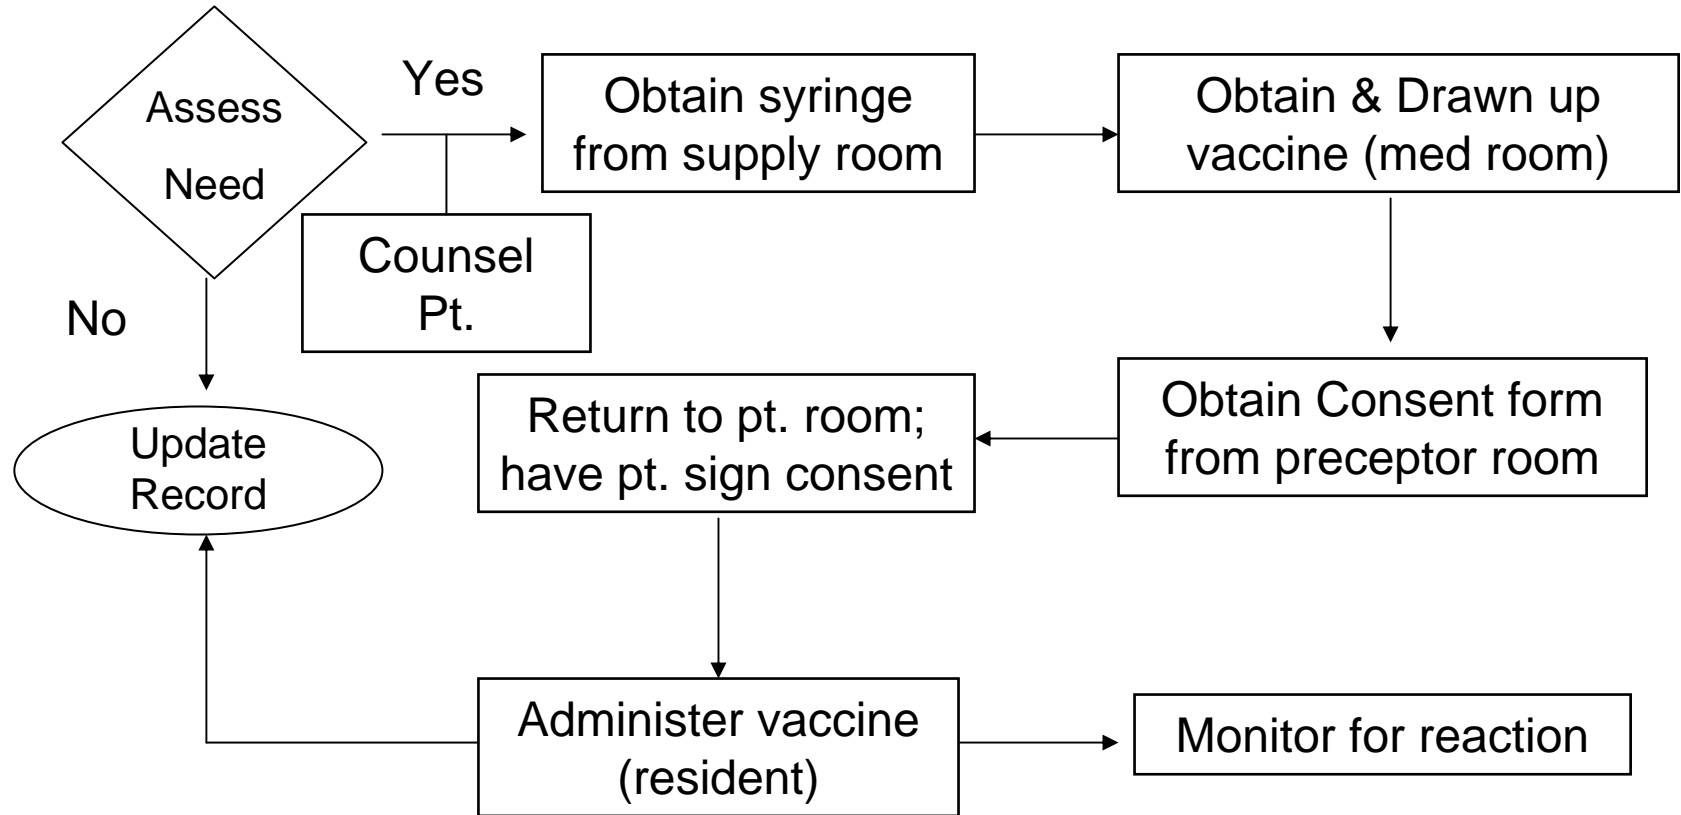 Assess
Need
Yes
Obtain syringe
from supply room
Obtain & Drawn up
vaccine (med room)
Counsel
Pt.
No
Update
Record
Return to pt. room;
have pt. sign consent
Obtain Consent form
from preceptor room
Administer vaccine
(resident)
Monitor for reaction